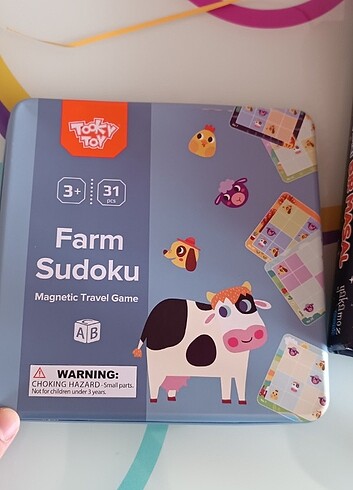 TOOKY
TOY
3+
31
pcs
Farm
Sudoku
Magnetic Travel Game
A B
WARNING:
CHOKING HAZARD - Small parts.
Not for children under 3 years.